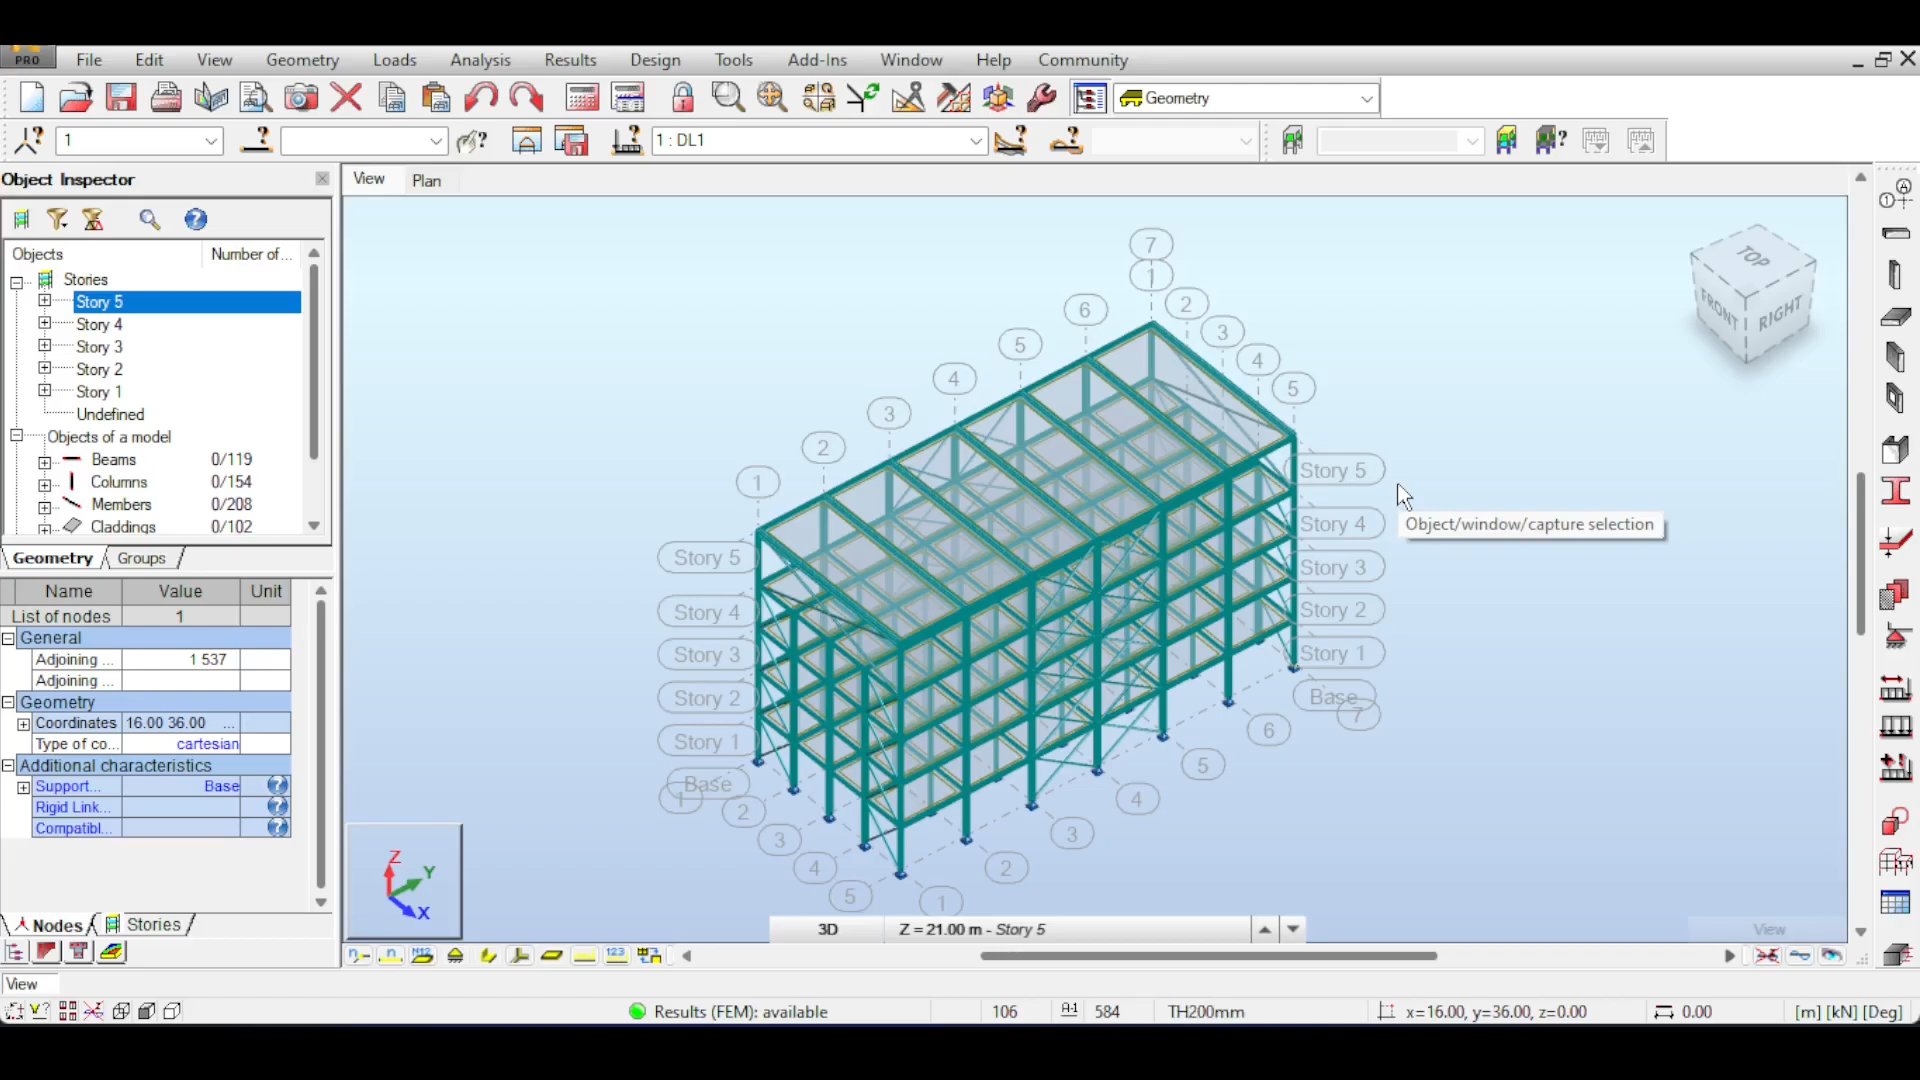 PRO File Edit View Geometry Loads Analysis Results Design Tools Add-Ins Window Help Community
Geometry
1
1 : DL1
Object Inspector
View Plan
Objects Number of...
Stories
Story 5
Story 4
Story 3
Story 2
Story 1
Undefined
Objects of a model
Beams 0/119
Columns 0/154
Members 0/208
Claddings 0/102
Geometry Groups
Name Value Unit
List of nodes 1
General
Adjoining ... 1 537
Adjoining ...
Geometry
Coordinates 16.00 36.00 ...
Type of co... cartesian
Additional characteristics
Support... Base
Rigid Link...
Compatibl...
Nodes Stories
TOP
FRONT RIGHT
7
1
6 2
5 3
4 4
3 5
2
1
Story 5
Story 4
Story 3
Story 2
Story 1
Base
7
Object/window/capture selection
Story 5
Story 4
Story 3
Story 2
Story 1
Base
1
2
3
4
5
1
2
3
4
5
6
Z
Y
X
3D Z = 21.00 m - Story 5
View
View
Results (FEM): available 106 584 TH200mm x=16.00, y=36.00, z=0.00 0.00 [m] [kN] [Deg]